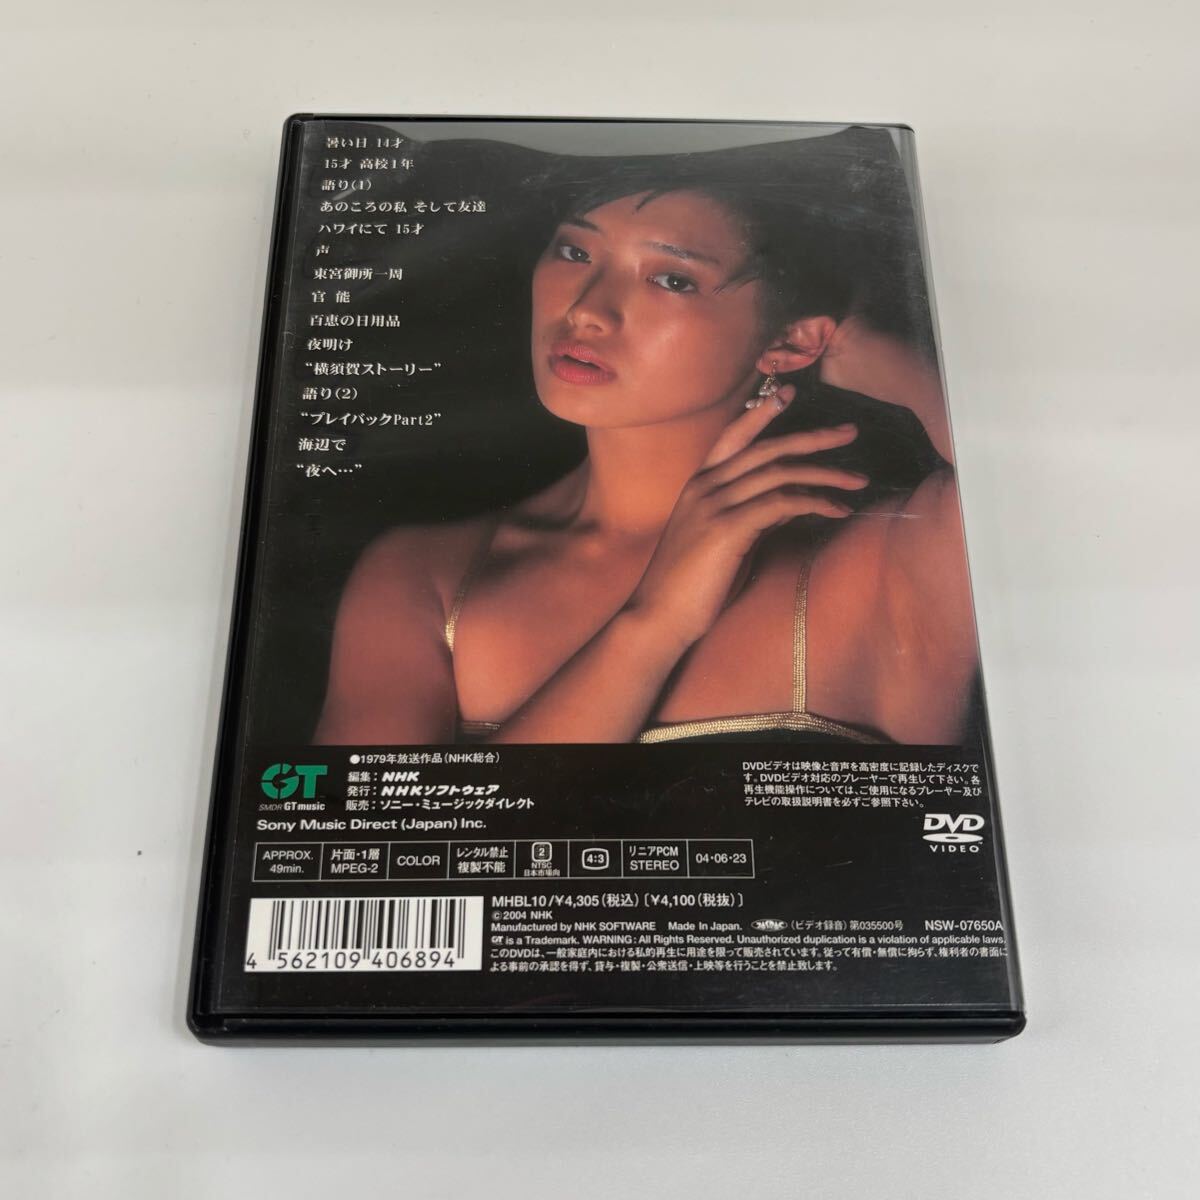 暑い日 14才
15才 高校1年
語り(1)
あのころの私 そして友達
ハワイにて 15才
声
東宮御所一周
官 能
百恵の日用品
夜明け
“横須賀ストーリー”
語り(2)
“プレイバックPart2”
海辺で
“夜へ…”
●1979年放送作品(NHK総合)
編集：NHK
発行：NHKソフトウェア
販売：ソニー・ミュージックダイレクト
GT
SMDR GT music
Sony Music Direct (Japan) Inc.
DVDビデオは映像と音声を高密度に記録したディスクで
す。DVDビデオ対応のプレーヤーで再生して下さい。各
再生機能操作については、ご使用になるプレーヤー及び
テレビの取扱説明書を必ずご参照下さい。
DVD
VIDEO
APPROX.
49min.
片面・1層
MPEG-2
COLOR
レンタル禁止
複製不能
2
NTSC
日本市場向
4:3
リニアPCM
STEREO
04・06・23
MHBL10/¥4,305(税込)〔¥4,100(税抜)〕
© 2004 NHK
Manufactured by NHK SOFTWARE Made In Japan. (ビデオ録音) 第035500号 NSW-07650A
GT is a Trademark. WARNING: All Rights Reserved. Unauthorized duplication is a violation of applicable laws.
このDVDは、一般家庭内における私的再生に用途を限って販売されています。従って有償・無償に拘らず、権利者の書面に
よる事前の承認を得ず、貸与・複製・公衆送信・上映等を行うことを禁止致します。
4 562109 406894